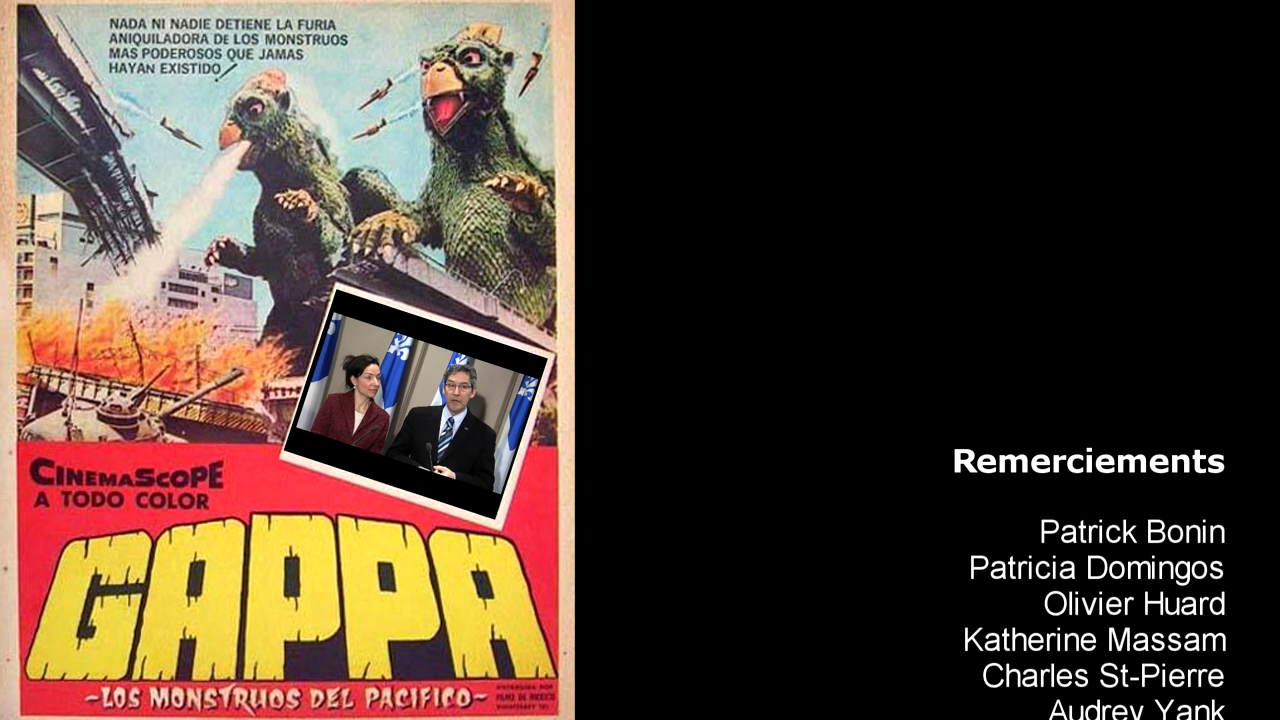 NADA NI NADIE DETIENE LA FURIA
ANIQUILADORA DE LOS MONSTRUOS
MAS PODEROSOS QUE JAMAS
HAYAN EXISTIDO
CINEMASCOPE
A TODO COLOR
GAPPA
-LOS MONSTRUOS DEL PACIFICO-
Remerciements
Patrick Bonin
Patricia Domingos
Olivier Huard
Katherine Massam
Charles St-Pierre
Audrey Yank